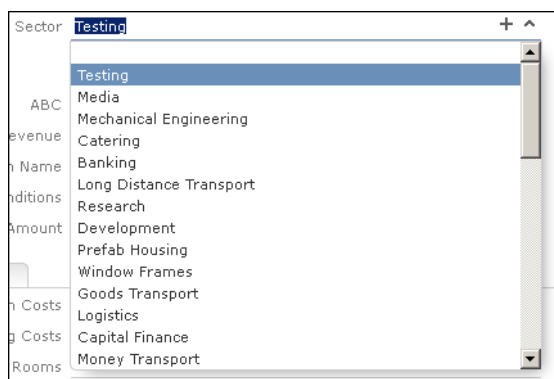 Sector Testing
Testing
Media
ABC
Mechanical Engineering
evenue
Catering
Name
Banking
Long Distance Transport
nditions
Research
Amount
Development
Prefab Housing
Window Frames
Goods Transport
Costs
Logistics
Costs
Capital Finance
Rooms
Money Transport